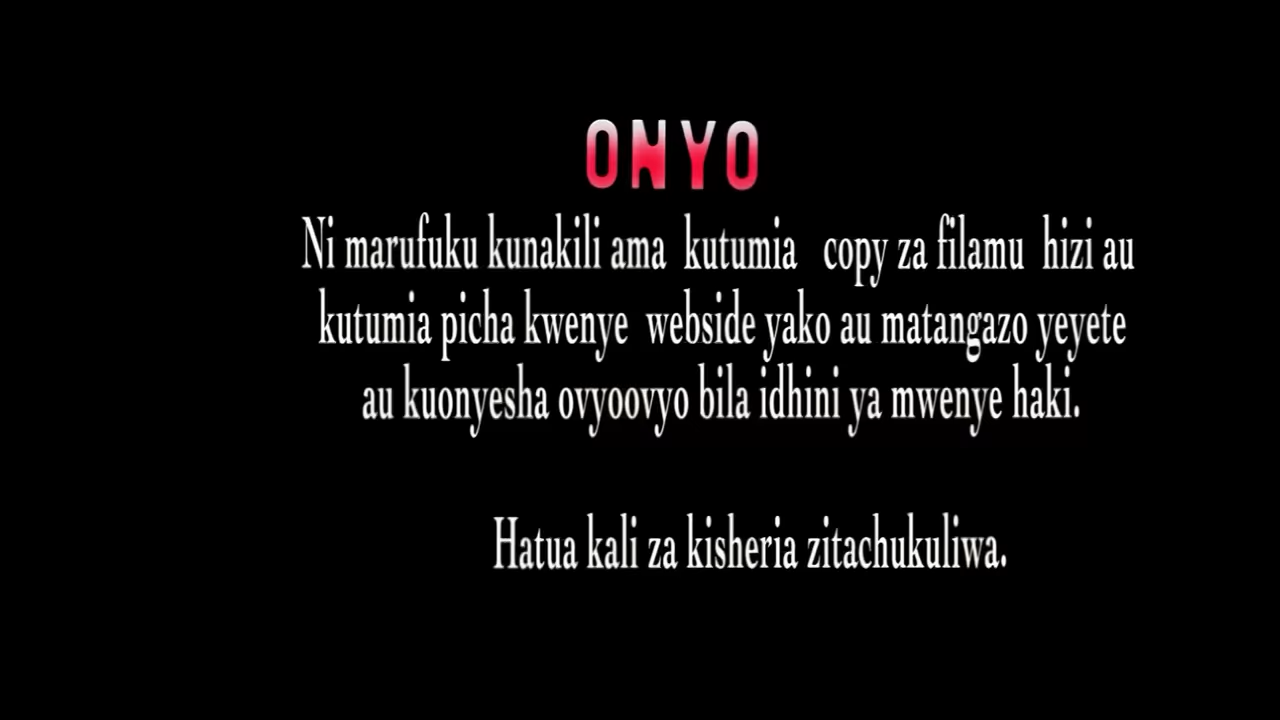 ONYO
Ni marufuku kunakili ama kutumia copy za filamu hizi au
kutumia picha kwenye webside yako au matangazo yeyete
au kuonyesha ovyoovyo bila idhini ya mwenye haki.
Hatua kali za kisheria zitachukuliwa.